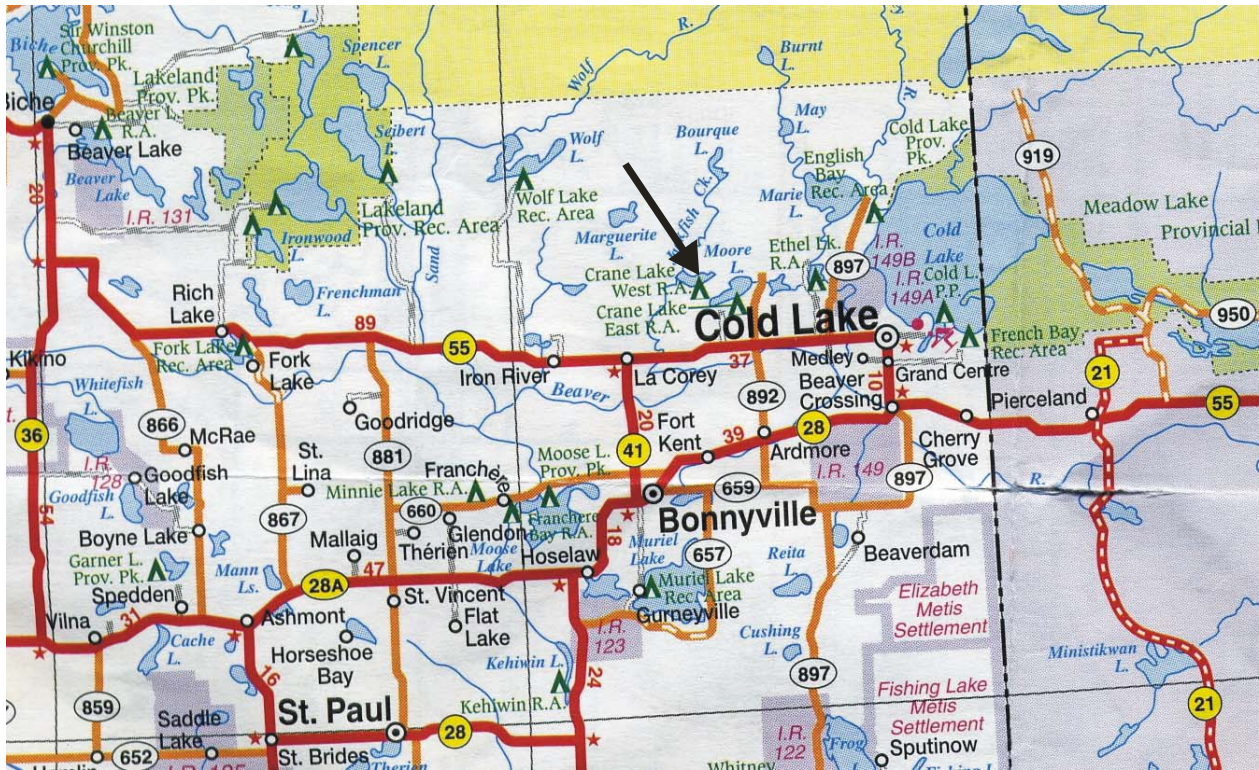 Biche L.
Sir Winston
Churchill
Prov. Pk.
Spencer
L.
Wolf
R.
Burnt
L.
R.
Lakeland
Prov. Pk.
Beaver L.
R.A.
Beaver Lake
Beaver
Lake
I.R. 131
Seibert
L.
Wolf
L.
Bourque
L.
Ck.
May
L.
Cold Lake
Prov.
Pk.
919
English
Bay
Rec. Area
Marie
L.
Wolf Lake
Rec. Area
Lakeland
Prov. Rec. Area
Meadow Lake
Provincial
20
Ironwood
L.
Sand
Marguerite
L.
Moore
L.
Ethel Lk.
R.A.
897
I.R.
149B
Cold
Lake
I.R.
149A
Cold L.
P.P.
Crane Lake
West R.A.
Crane Lake
East R.A.
Rich
Lake
Frenchman
L.
950
Cold Lake
French Bay
Rec. Area
Kikino
Fork Lake
Rec. Area
Fork
Lake
89
55
Iron River
La Corey
37
Medley
Grand Centre
10
Beaver
Crossing
21
Pierceland
55
Whitefish
L.
Beaver
Goodridge
892
36
866
McRae
20
Fort
Kent
39
28
Ardmore
Cherry
Grove
41
I.R.
128
Goodfish
Lake
Goodfish
L.
St.
Lina
881
Franchere
Moose L.
Prov. Pk.
Minnie Lake R.A.
I.R. 149
897
659
R.
54
867
660
Glendon
Thérien
Franchere
Bay R.A.
Bonnyville
Boyne Lake
Mallaig
Moose
Lake
Hoselaw
18
Muriel
Lake
657
Reita
L.
Beaverdam
Garner L.
Prov. Pk.
Spedden
Mann
Ls.
28A
47
Muriel Lake
Rec. Area
Gurneyville
Elizabeth
Metis
Settlement
Vilna
31
Ashmont
St. Vincent
Flat
Lake
I.R.
123
Cushing
L.
Cache
L.
Horseshoe
Bay
16
Kehiwin L.
24
897
Ministikwan
L.
859
Saddle
Lake
St. Paul
28
Kehiwin R.A.
Fishing Lake
Metis
Settlement
21
652
St. Brides
Therien
I.R.
122
Frog
Sputinow
Whitney